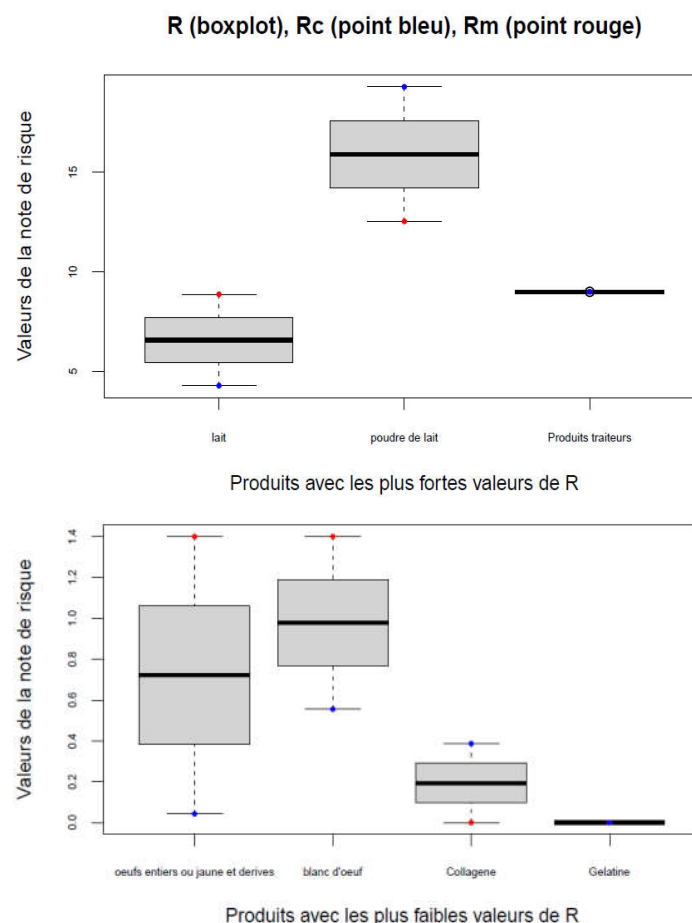 R (boxplot), Rc (point bleu), Rm (point rouge)
Valeurs de la note de risque
15
10
5
lait
poudre de lait
Produits traiteurs
Produits avec les plus fortes valeurs de R
Valeurs de la note de risque
1.4
1.2
1.0
0.8
0.6
0.4
0.2
0.0
oeufs entiers ou jaune et derives
blanc d'oeuf
Collagene
Gelatine
Produits avec les plus faibles valeurs de R